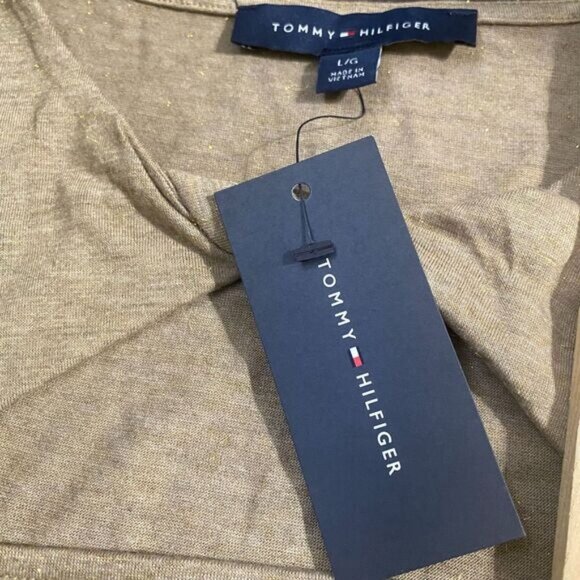 TOMMY HILFIGER
L/G
MADE IN
VIETNAM
TOMMY HILFIGER